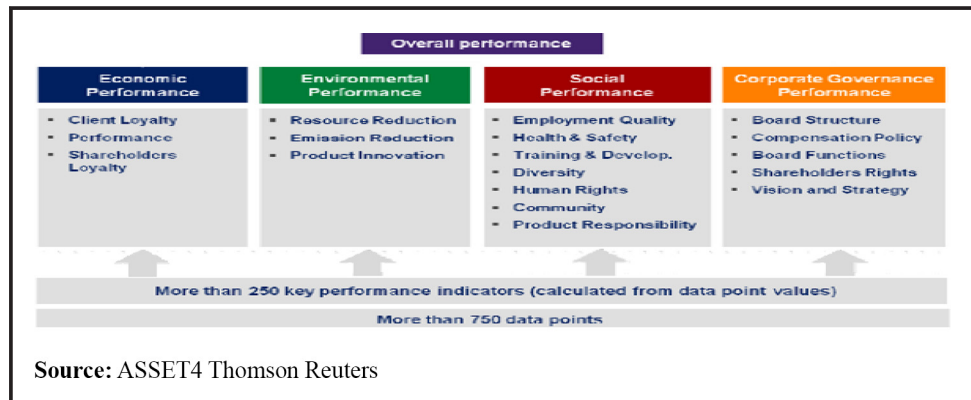 Overall performance
Economic
Performance
Client Loyalty
Performance
Shareholders
Loyalty
Environmental
Performance
Resource Reduction
Emission Reduction
Product Innovation
Social
Performance
Employment Quality
Health & Safety
Training & Develop.
Diversity
Human Rights
Community
Product Responsibility
Corporate Governance
Performance
Board Structure
Compensation Policy
Board Functions
Shareholders Rights
Vision and Strategy
More than 250 key performance indicators (calculated from data point values)
More than 750 data points
Source: ASSET4 Thomson Reuters